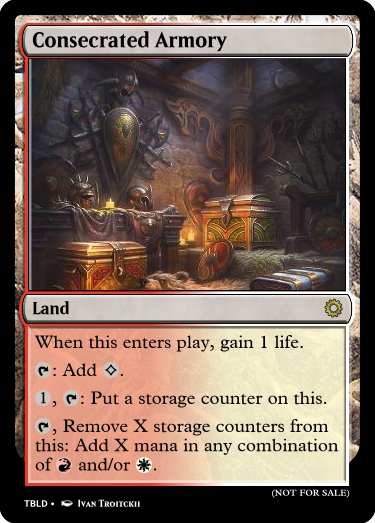 Consecrated Armory
Land
When this enters play, gain 1 life.
: Add .
1, : Put a storage counter on this.
, Remove X storage counters from
this: Add X mana in any combination
of and/or .
(NOT FOR SALE)
TBLD • Ivan Troitckii